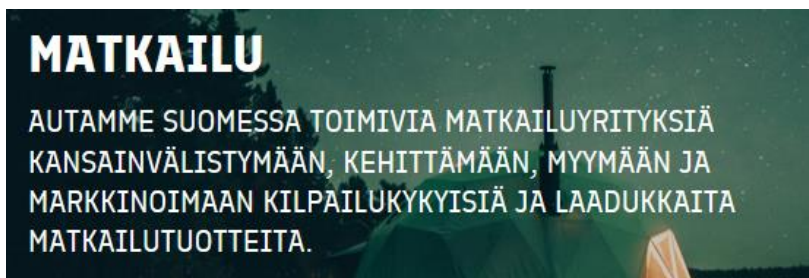 MATKAILU
AUTAMME SUOMESSA TOIMIVIA MATKAILUYRITYKSIÄ
KANSAINVÄLISTYMÄÄN, KEHITTÄMÄÄN, MYYMÄÄN JA
MARKKINOIMAAN KILPAILUKYKYISIÄ JA LAADUKKAITA
MATKAILUTUOTTEITA.